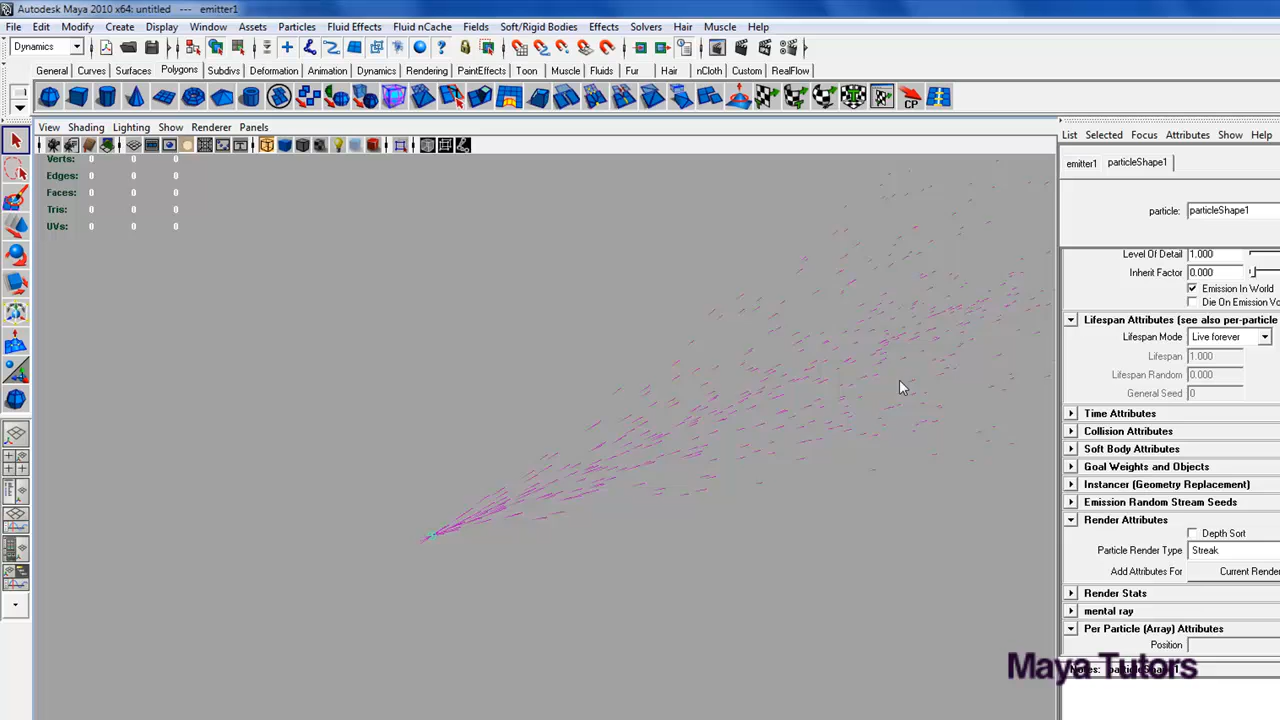 Autodesk Maya 2010 x64: untitled --- emitter1
File Edit Modify Create Display Window Assets Particles Fluid Effects Fluid nCache Fields Soft/Rigid Bodies Effects Solvers Hair Muscle Help
Dynamics
General Curves Surfaces Polygons Subdivs Deformation Animation Dynamics Rendering PaintEffects Toon Muscle Fluids Fur Hair nCloth Custom RealFlow
CP
View Shading Lighting Show Renderer Panels
List Selected Focus Attributes Show Help
Verts: 0 0 0
Edges: 0 0 0
Faces: 0 0 0
Tris: 0 0 0
UVs: 0 0 0
emitter1 particleShape1
particle: particleShape1
Level Of Detail 1.000
Inherit Factor 0.000
Emission In World
Die On Emission Vo
Lifespan Attributes (see also per-particle
Lifespan Mode Live forever
Lifespan 1.000
Lifespan Random 0.000
General Seed 0
Time Attributes
Collision Attributes
Soft Body Attributes
Goal Weights and Objects
Instancer (Geometry Replacement)
Emission Random Stream Seeds
Render Attributes
Depth Sort
Particle Render Type Streak
Add Attributes For Current Render
Render Stats
mental ray
Per Particle (Array) Attributes
Position
Notes: particleShape1
Maya Tutors